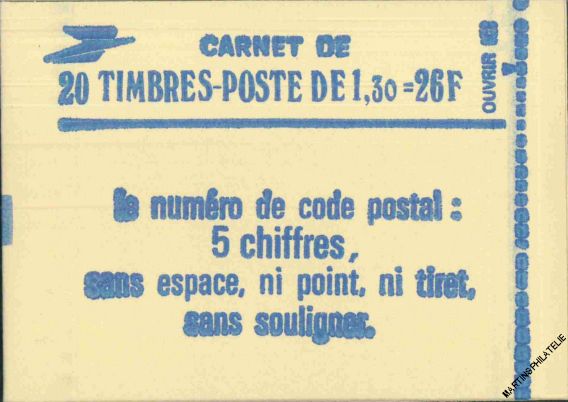 CARNET DE
20 TIMBRES-POSTE DE 1,30 = 26F
OUVRIR ICI
le numéro de code postal :
5 chiffres,
sans espace, ni point, ni tiret,
sans souligner.
MARTINS PHILATELIE